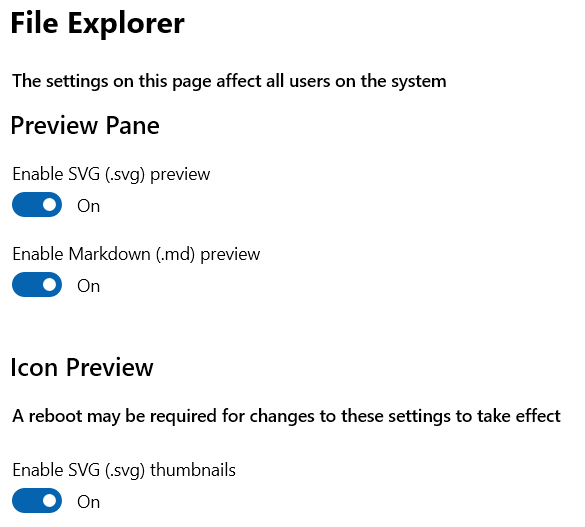 File Explorer
The settings on this page affect all users on the system
Preview Pane
Enable SVG (.svg) preview
On
Enable Markdown (.md) preview
On
Icon Preview
A reboot may be required for changes to these settings to take effect
Enable SVG (.svg) thumbnails
On